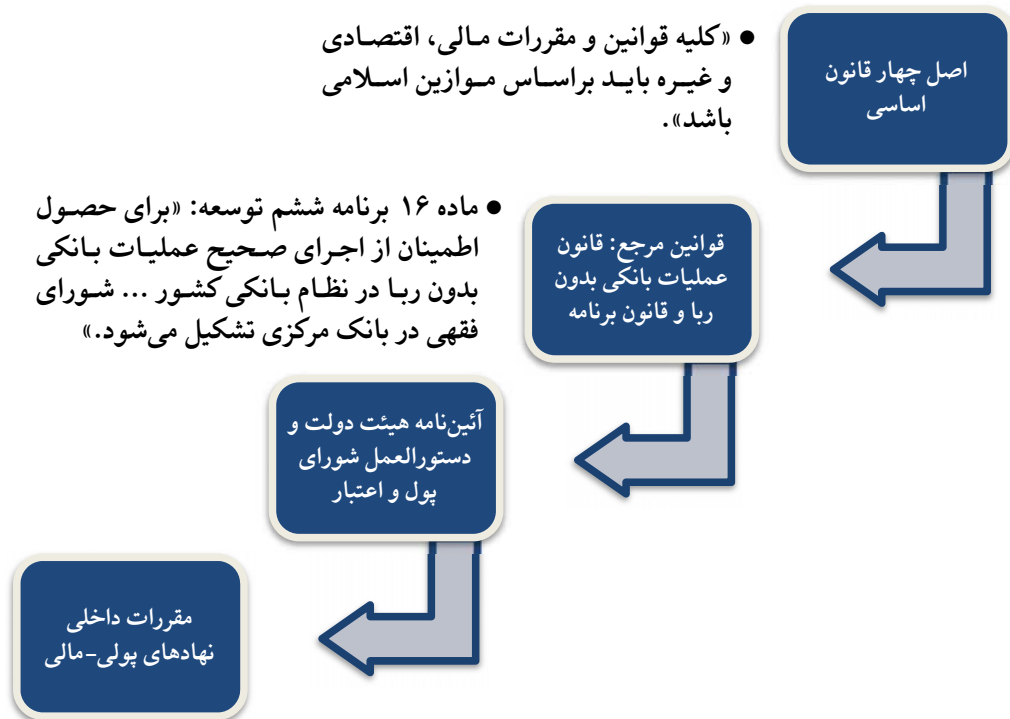 اصل چهار قانون
اساسی
● «کلیه قوانین و مقررات مالی، اقتصادی
و غیره باید براساس موازین اسلامی
باشد».
قوانین مرجع: قانون
عملیات بانکی بدون
ربا و قانون برنامه
● ماده ۱۶ برنامه ششم توسعه: «برای حصول
اطمینان از اجرای صحیح عملیات بانکی
بدون ربا در نظام بانکی کشور ... شورای
فقهی در بانک مرکزی تشکیل می‌شود.»
آئین‌نامه هیئت دولت و
دستورالعمل شورای
پول و اعتبار
مقررات داخلی
نهادهای پولی-مالی